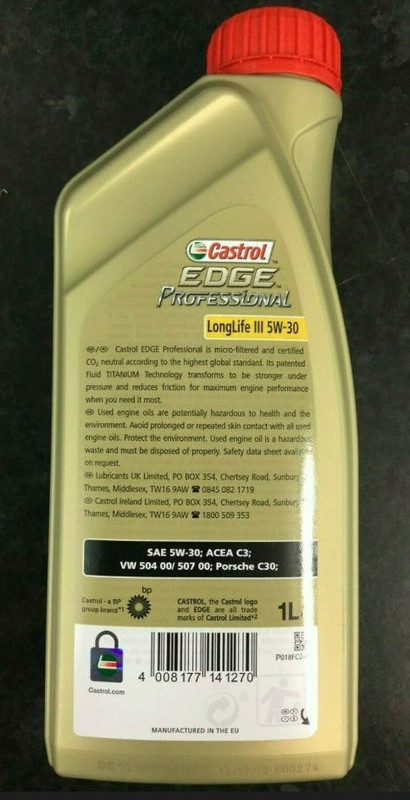 Castrol
EDGE
PROFESSIONAL
LongLife III 5W-30
Castrol EDGE Professional is micro-filtered and certified
CO2 neutral according to the highest global standard. Its patented
Fluid TITANIUM Technology transforms to be stronger under
pressure and reduces friction for maximum engine performance
when you need it most.
Used engine oils are potentially hazardous to health and the
environment. Avoid prolonged or repeated skin contact with all used
engine oils. Protect the environment. Used engine oil is a hazardous
waste and must be disposed of properly. Safety data sheet available
on request.
Lubricants UK Limited, PO BOX 354, Chertsey Road, Sunbury
Thames, Middlesex, TW16 9AW ☎ 0845 082 1719
Castrol Ireland Limited, PO BOX 354, Chertsey Road, Sunbury
Thames, Middlesex, TW16 9AW ☎ 1800 509 353
SAE 5W-30; ACEA C3;
VW 504 00/ 507 00; Porsche C30;
bp
Castrol - a BP
group brand*1
CASTROL, the Castrol logo
and EDGE are all trade
marks of Castrol Limited*2
1L
P018FC0
Castrol.com
4 008177 141270
MANUFACTURED IN THE EU